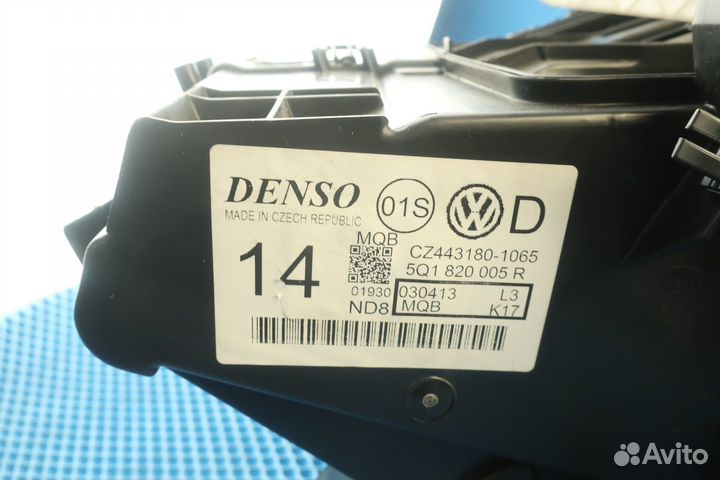 DENSO 01S D
MADE IN CZECH REPUBLIC
14
MQB
CZ443180-1065
5Q1 820 005 R
01930 030413 L3
ND8 MQB K17
Avito